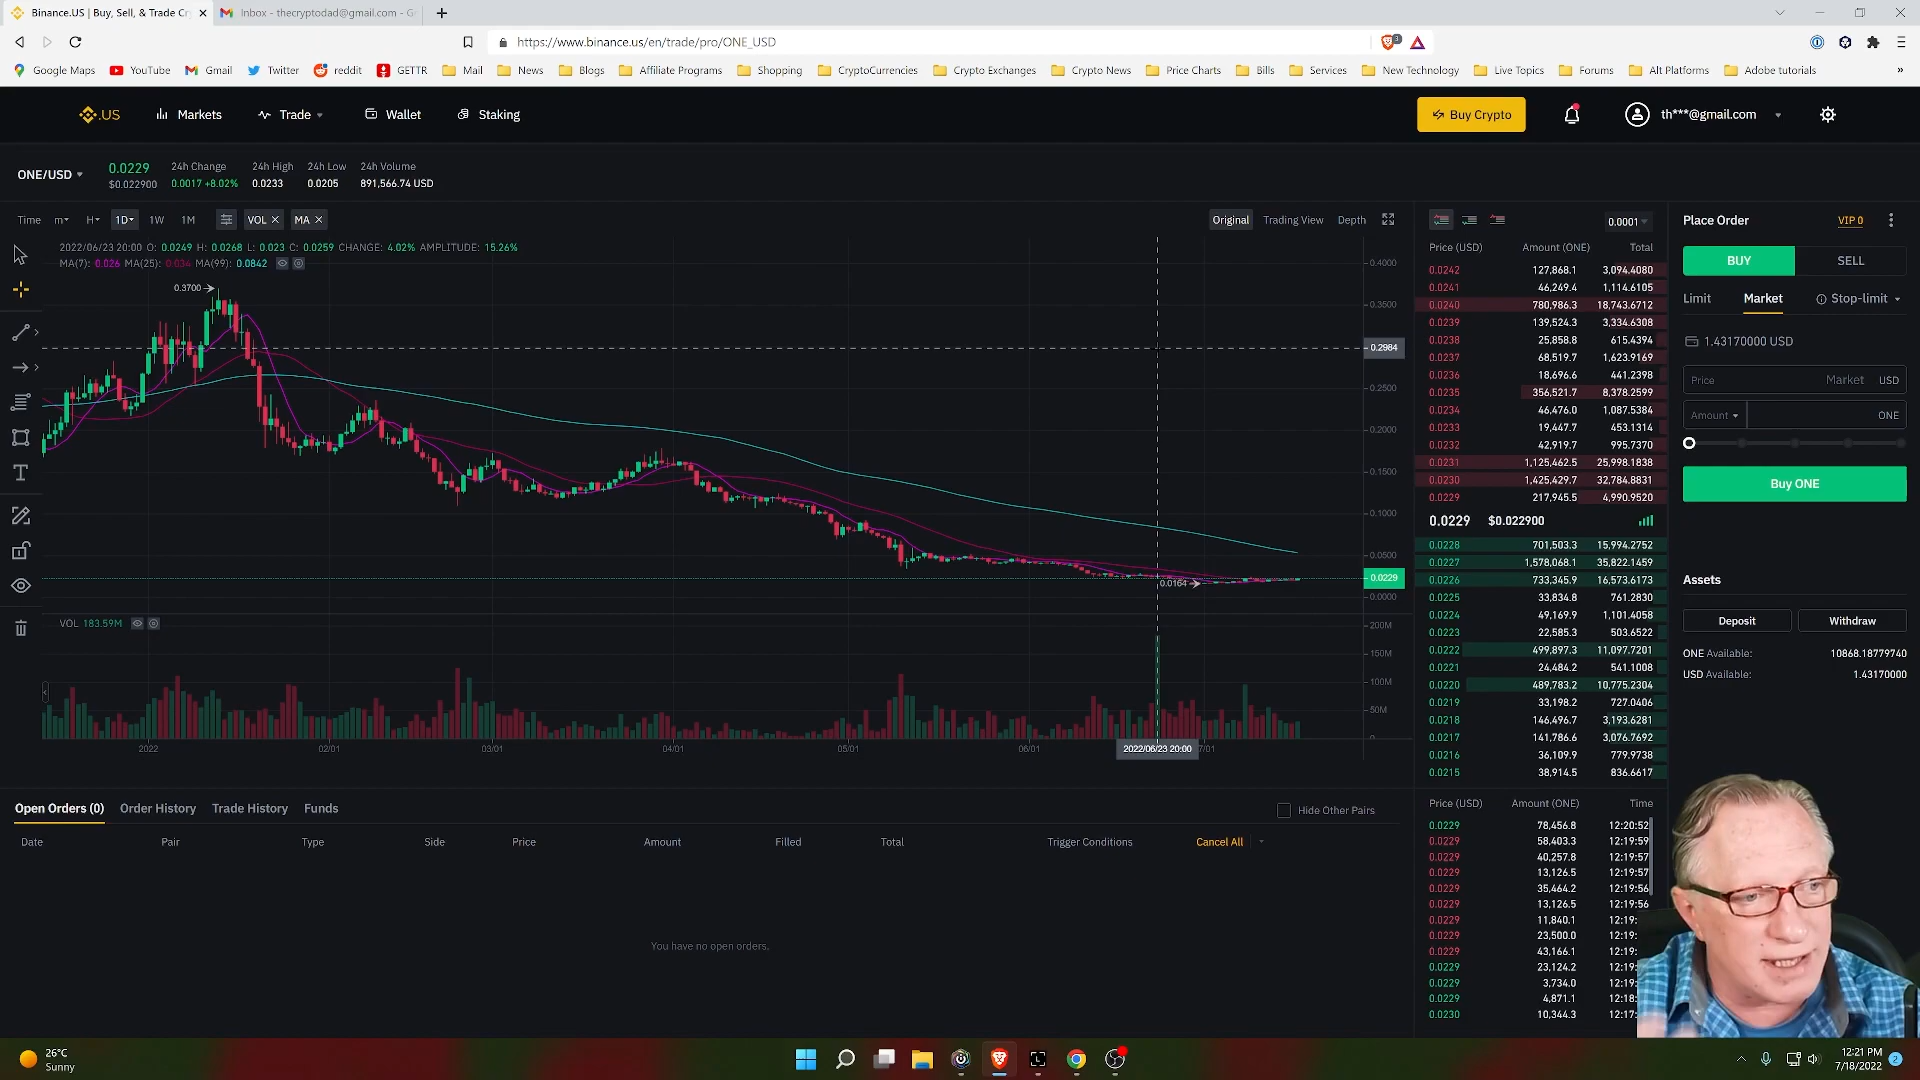 Binance.US | Buy, Sell, & Trade Cr
Inbox - thecryptodad@gmail.com - G
https://www.binance.us/en/trade/pro/ONE_USD
Google Maps YouTube Gmail Twitter reddit GETTR Mail News Blogs Affiliate Programs Shopping CryptoCurrencies Crypto Exchanges Crypto News Price Charts Bills Services New Technology Live Topics Forums Alt Platforms Adobe tutorials »
.US Markets Trade Wallet Staking Buy Crypto th***@gmail.com
ONE/USD 0.0229 $0.022900
24h Change 24h High 24h Low 24h Volume
0.0017 +8.02% 0.0233 0.0205 891,566.74 USD
Time m H 1D 1W 1M VOL MA Original Trading View Depth
2022/06/23 20:00 O: 0.0249 H: 0.0268 L: 0.023 C: 0.0259 CHANGE: 4.02% AMPLITUDE: 15.26%
MA(7): 0.026 MA(25): 0.034 MA(99): 0.0842
0.3700
0.0164
0.4000
0.3500
0.2984
0.2500
0.2000
0.1500
0.1000
0.0500
0.0229
0.0000
VOL 183.59M
200M
150M
100M
50M
2022 02/01 03/01 04/01 05/01 06/01 2022/06/23 20:00 7/01
Open Orders (0) Order History Trade History Funds Hide Other Pairs
Date Pair Type Side Price Amount Filled Total Trigger Conditions Cancel All
You have no open orders.
0.0001
Price (USD) Amount (ONE) Total
0.0242 127,868.1 3,094.4080
0.0241 46,249.4 1,114.6105
0.0240 780,986.3 18,743.6712
0.0239 139,524.3 3,334.6308
0.0238 25,858.8 615.4394
0.0237 68,519.7 1,623.9169
0.0236 18,696.6 441.2398
0.0235 356,521.7 8,378.2599
0.0234 46,476.0 1,087.5384
0.0233 19,447.7 453.1314
0.0232 42,919.7 995.7370
0.0231 1,125,462.5 25,998.1838
0.0230 1,425,429.7 32,784.8831
0.0229 217,945.5 4,990.9520
0.0229 $0.022900
0.0228 701,503.3 15,994.2752
0.0227 1,578,068.1 35,822.1459
0.0226 733,345.9 16,573.6173
0.0225 33,834.8 761.2830
0.0224 49,169.9 1,101.4058
0.0223 22,585.3 503.6522
0.0222 499,897.3 11,097.7201
0.0221 24,484.2 541.1008
0.0220 489,783.2 10,775.2304
0.0219 33,198.2 727.0406
0.0218 146,496.7 3,193.6281
0.0217 141,786.6 3,076.7692
0.0216 36,109.9 779.9738
0.0215 38,914.5 836.6617
Price (USD) Amount (ONE) Time
0.0229 78,456.8 12:20:52
0.0229 58,403.3 12:19:59
0.0229 40,257.8 12:19:57
0.0229 13,126.5 12:19:57
0.0229 35,464.2 12:19:56
0.0229 13,126.5 12:19:56
0.0229 11,840.1 12:19:
0.0229 23,500.0 12:19:
0.0229 43,166.1 12:19:
0.0229 23,124.2 12:19:
0.0229 3,734.0 12:19:
0.0229 4,871.1 12:18:
0.0230 10,344.3 12:17:
Place Order VIP 0
BUY SELL
Limit Market Stop-limit
1.43170000 USD
Price Market USD
Amount ONE
Buy ONE
Assets
Deposit Withdraw
ONE Available: 10868.18779740
USD Available: 1.43170000
26°C
Sunny
12:21 PM
7/18/2022
2